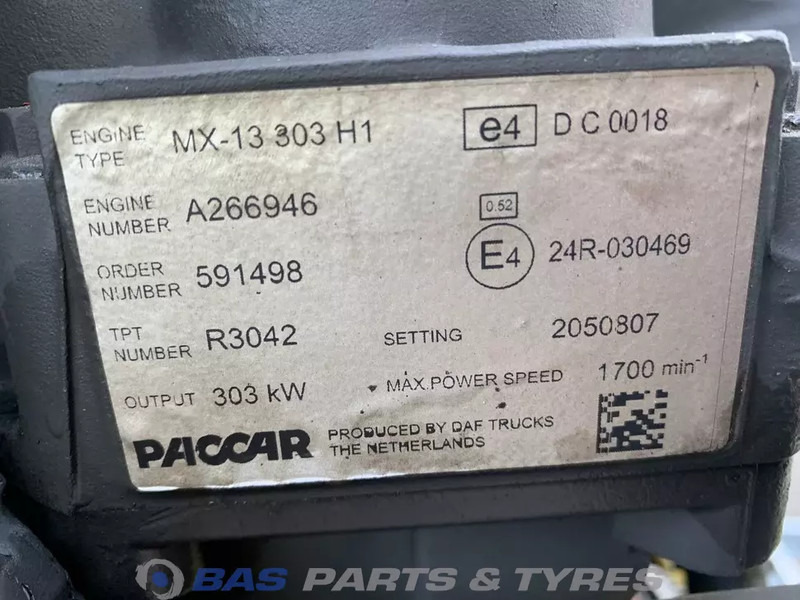 ENGINE TYPE MX-13 303 H1 e4 D C 0018
ENGINE NUMBER A266946 0.52
ORDER NUMBER 591498 E4 24R-030469
TPT NUMBER R3042 SETTING 2050807
OUTPUT 303 kW MAX.POWER SPEED 1700 min-1
PACCAR PRODUCED BY DAF TRUCKS
THE NETHERLANDS
BAS PARTS & TYRES